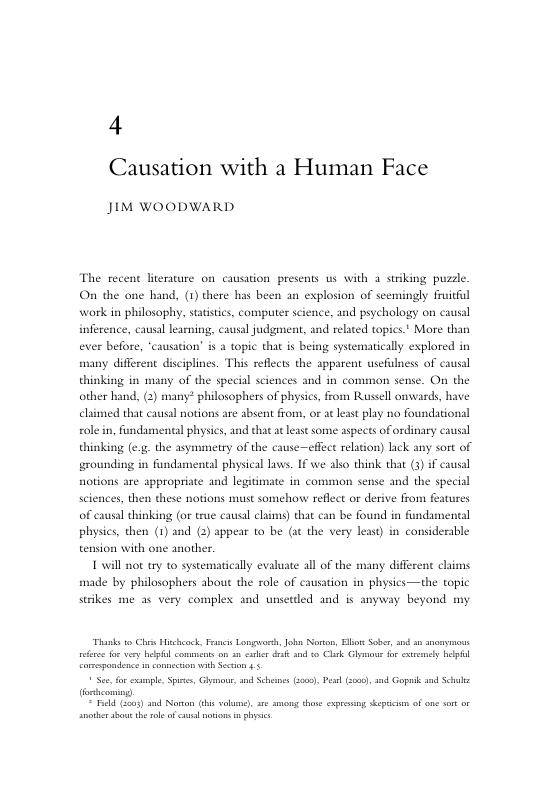 4
Causation with a Human Face
JIM WOODWARD
The recent literature on causation presents us with a striking puzzle.
On the one hand, (1) there has been an explosion of seemingly fruitful
work in philosophy, statistics, computer science, and psychology on causal
inference, causal learning, causal judgment, and related topics.¹ More than
ever before, ‘causation’ is a topic that is being systematically explored in
many different disciplines. This reflects the apparent usefulness of causal
thinking in many of the special sciences and in common sense. On the
other hand, (2) many² philosophers of physics, from Russell onwards, have
claimed that causal notions are absent from, or at least play no foundational
role in, fundamental physics, and that at least some aspects of ordinary causal
thinking (e.g. the asymmetry of the cause–effect relation) lack any sort of
grounding in fundamental physical laws. If we also think that (3) if causal
notions are appropriate and legitimate in common sense and the special
sciences, then these notions must somehow reflect or derive from features
of causal thinking (or true causal claims) that can be found in fundamental
physics, then (1) and (2) appear to be (at the very least) in considerable
tension with one another.
I will not try to systematically evaluate all of the many different claims
made by philosophers about the role of causation in physics—the topic
strikes me as very complex and unsettled and is anyway beyond my
Thanks to Chris Hitchcock, Francis Longworth, John Norton, Elliott Sober, and an anonymous
referee for very helpful comments on an earlier draft and to Clark Glymour for extremely helpful
correspondence in connection with Section 4.5.
¹ See, for example, Spirtes, Glymour, and Scheines (2000), Pearl (2000), and Gopnik and Schultz
(forthcoming).
² Field (2003) and Norton (this volume), are among those expressing skepticism of one sort or
another about the role of causal notions in physics.